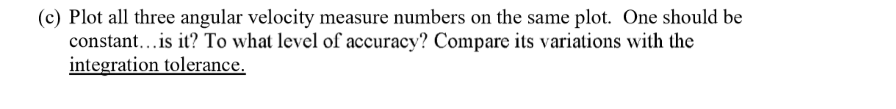 (c) Plot all three angular velocity measure numbers on the same plot. One should be
constant…is it? To what level of accuracy? Compare its variations with the
integration tolerance.